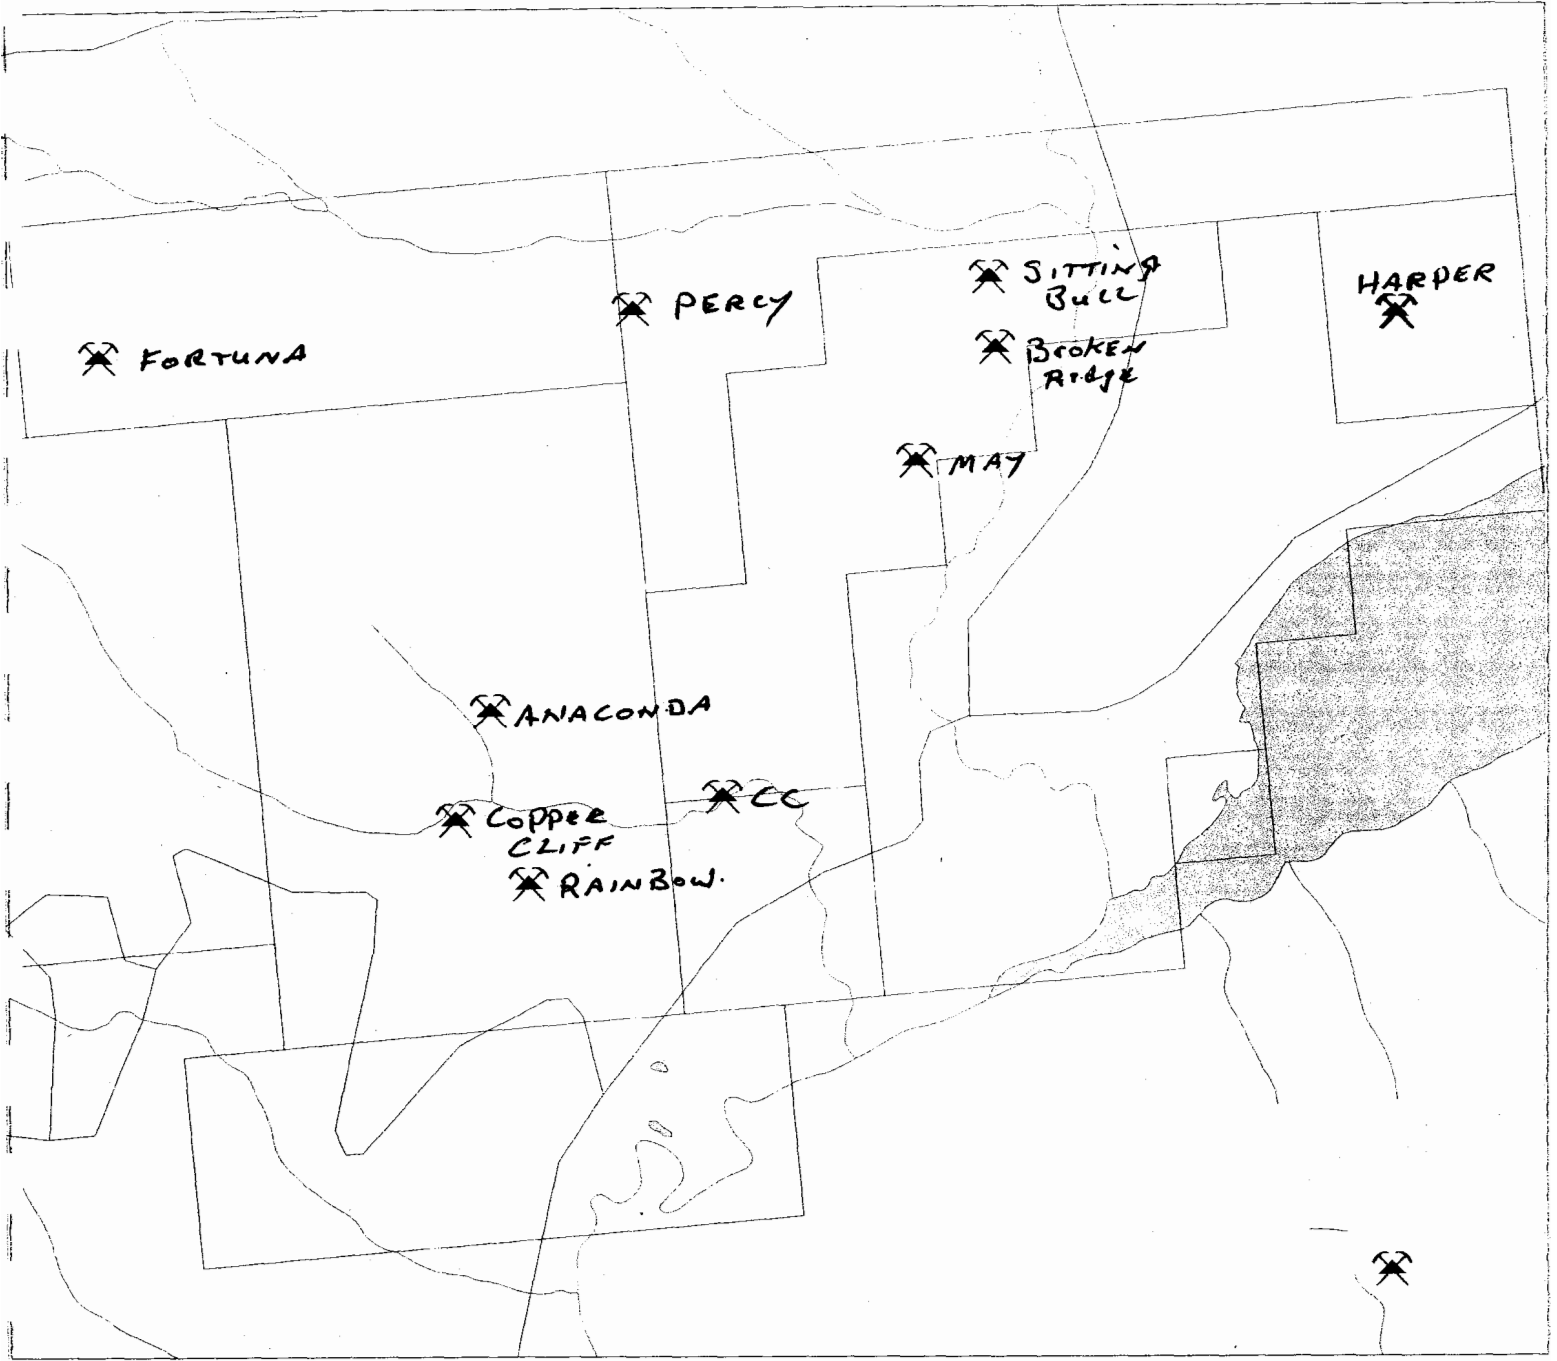 SITTING
BULL
HARPER
PERCY
FORTUNA
BROKEN
RIdge
MAY
ANACONDA
CC
COPPER
CLIFF
RAINBOW.